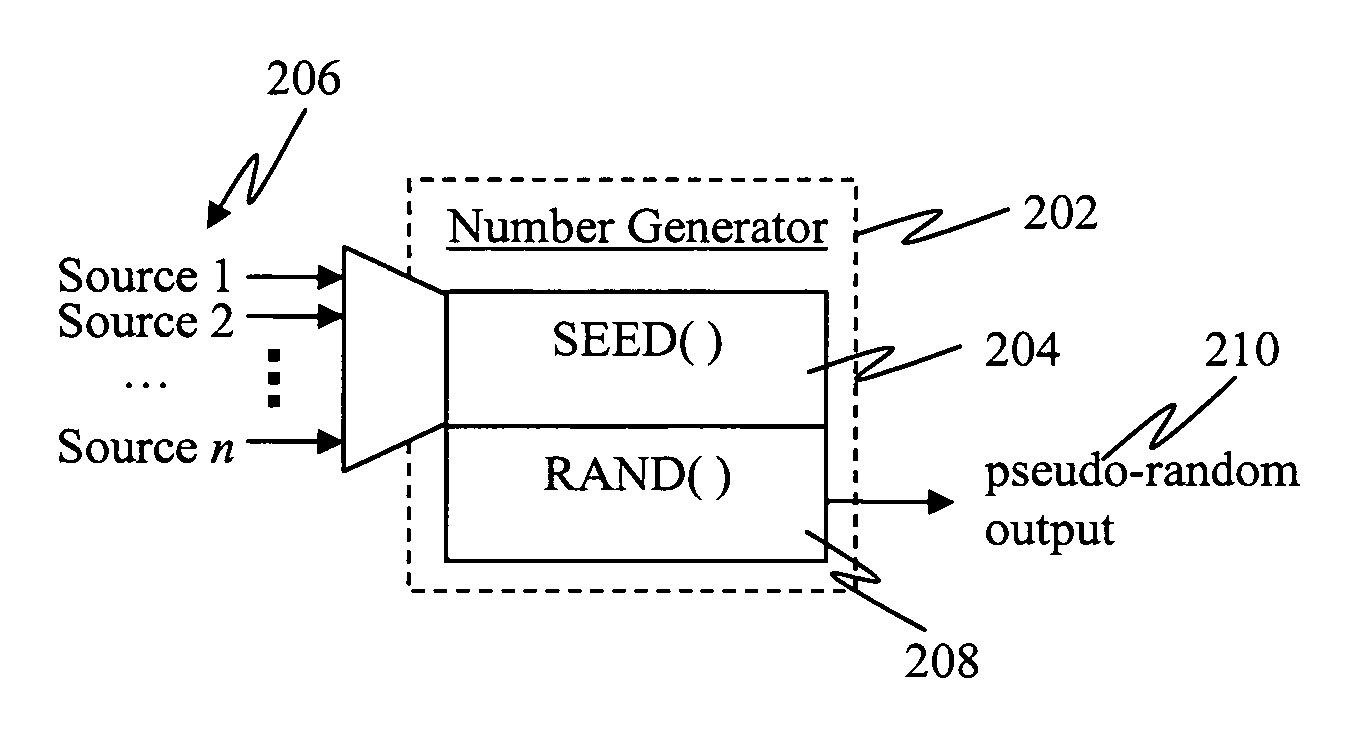 206
Number Generator
202
Source 1
Source 2
...
Source n
SEED( )
204
210
RAND( )
pseudo-random
output
208